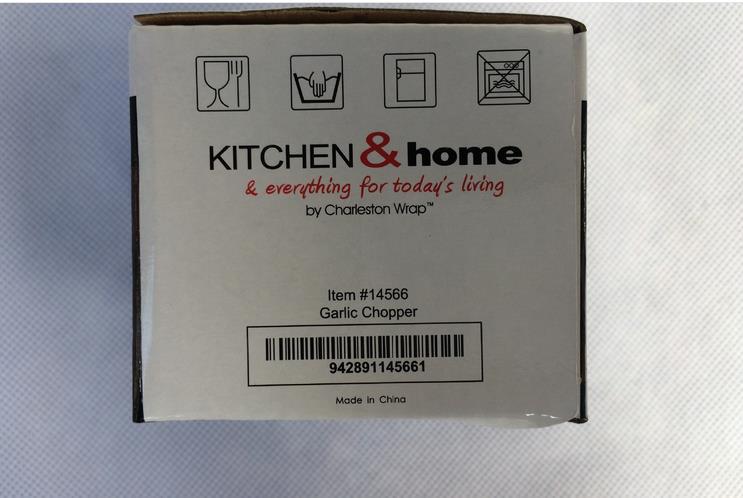 KITCHEN & home
& everything for today's living
by Charleston Wrap™
Item #14566
Garlic Chopper
942891145661
Made in China